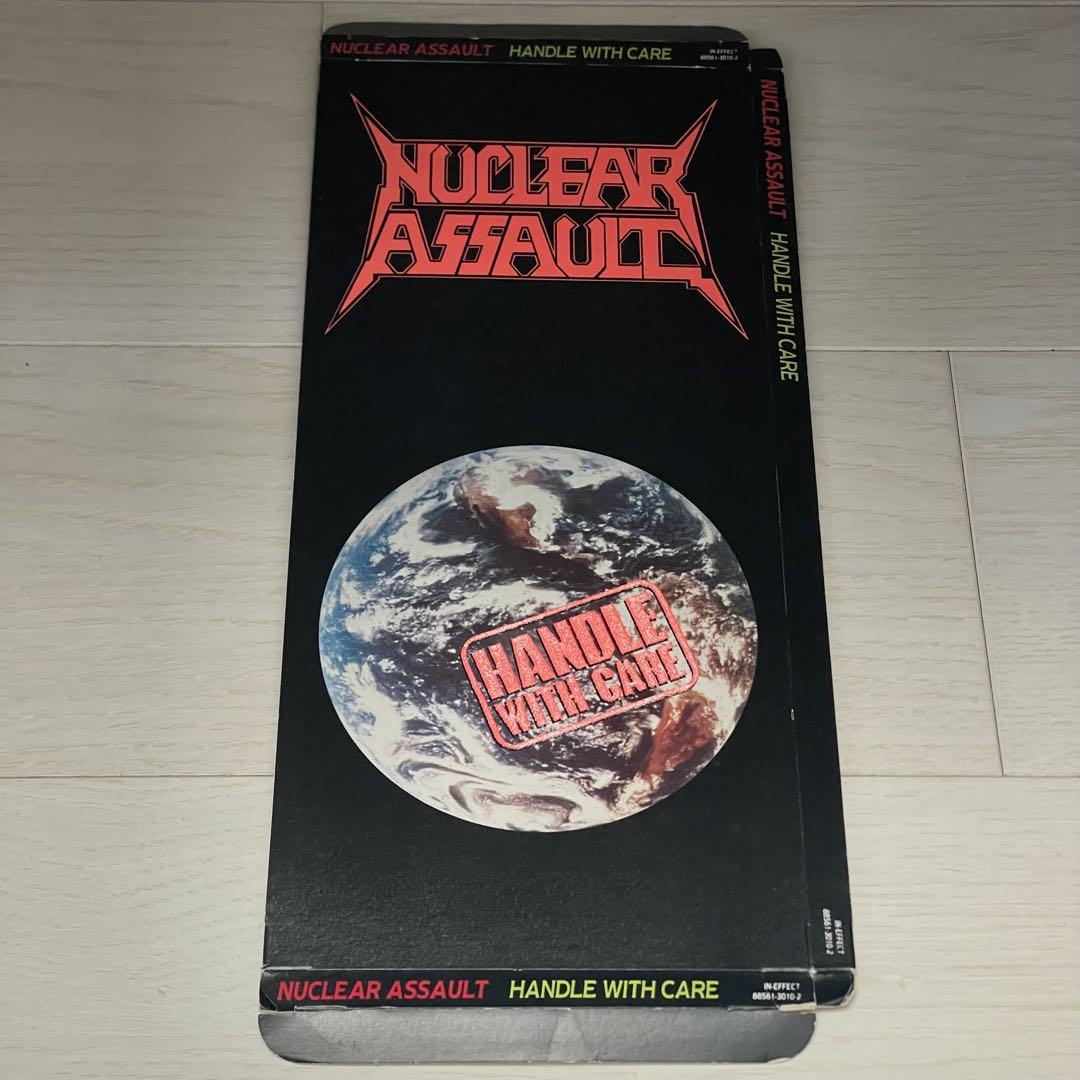 NUCLEAR ASSAULT HANDLE WITH CARE
IN-EFFECT
88561-3010-2
NUCLEAR
ASSAULT
HANDLE
WITH CARE
NUCLEAR ASSAULT HANDLE WITH CARE
IN-EFFECT
88561-3010-2
NUCLEAR ASSAULT HANDLE WITH CARE
IN-EFFECT
88561-3010-2